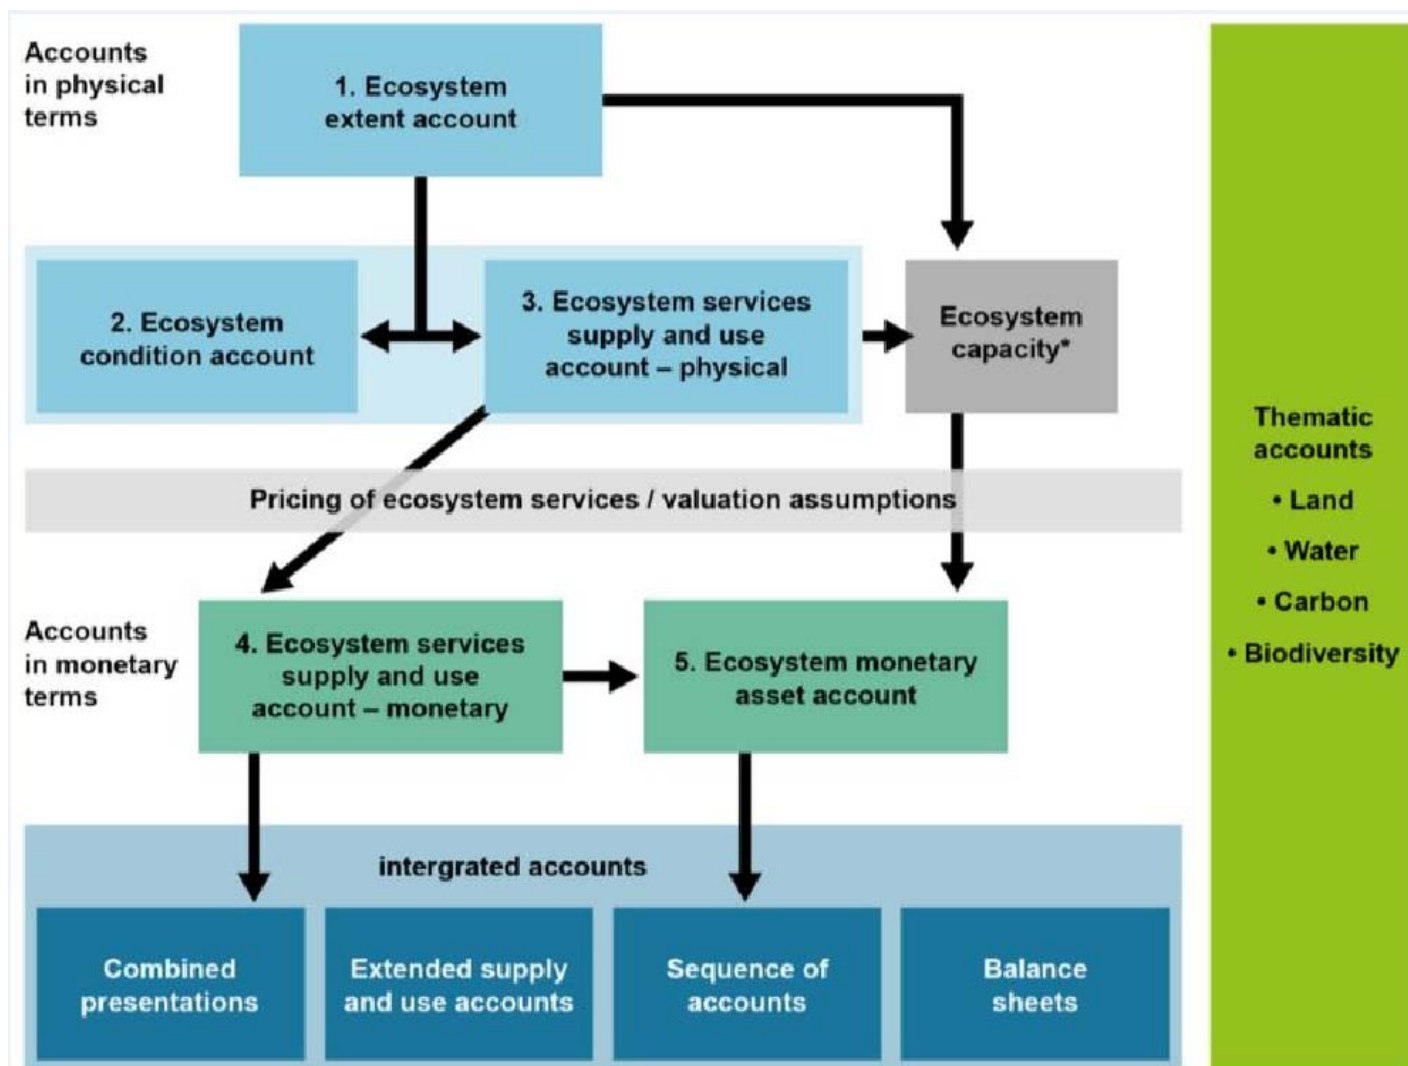 Accounts
in physical
terms
1. Ecosystem
extent account
2. Ecosystem
condition account
3. Ecosystem services
supply and use
account – physical
Ecosystem
capacity*
Pricing of ecosystem services / valuation assumptions
Accounts
in monetary
terms
4. Ecosystem services
supply and use
account – monetary
5. Ecosystem monetary
asset account
intergrated accounts
Combined
presentations
Extended supply
and use accounts
Sequence of
accounts
Balance
sheets
Thematic
accounts
• Land
• Water
• Carbon
• Biodiversity